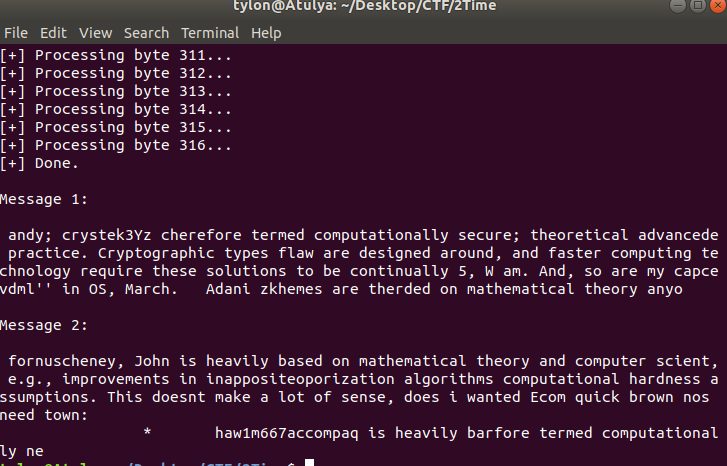 tylon@Atulya: ~/Desktop/CTF/2Time
File Edit View Search Terminal Help
[+] Processing byte 311...
[+] Processing byte 312...
[+] Processing byte 313...
[+] Processing byte 314...
[+] Processing byte 315...
[+] Processing byte 316...
[+] Done.
Message 1:
andy; crystek3Yz cherefore termed computationally secure; theoretical advancede
practice. Cryptographic types flaw are designed around, and faster computing te
chnology require these solutions to be continually 5, W am. And, so are my capce
vdml'' in OS, March.   Adani zkhemes are therded on mathematical theory anyo
Message 2:
fornuscheney, John is heavily based on mathematical theory and computer scient,
e.g., improvements in inappositeoporization algorithms computational hardness a
ssumptions. This doesnt make a lot of sense, does i wanted Ecom quick brown nos
need town:
*       haw1m667accompaq is heavily barfore termed computational
ly ne